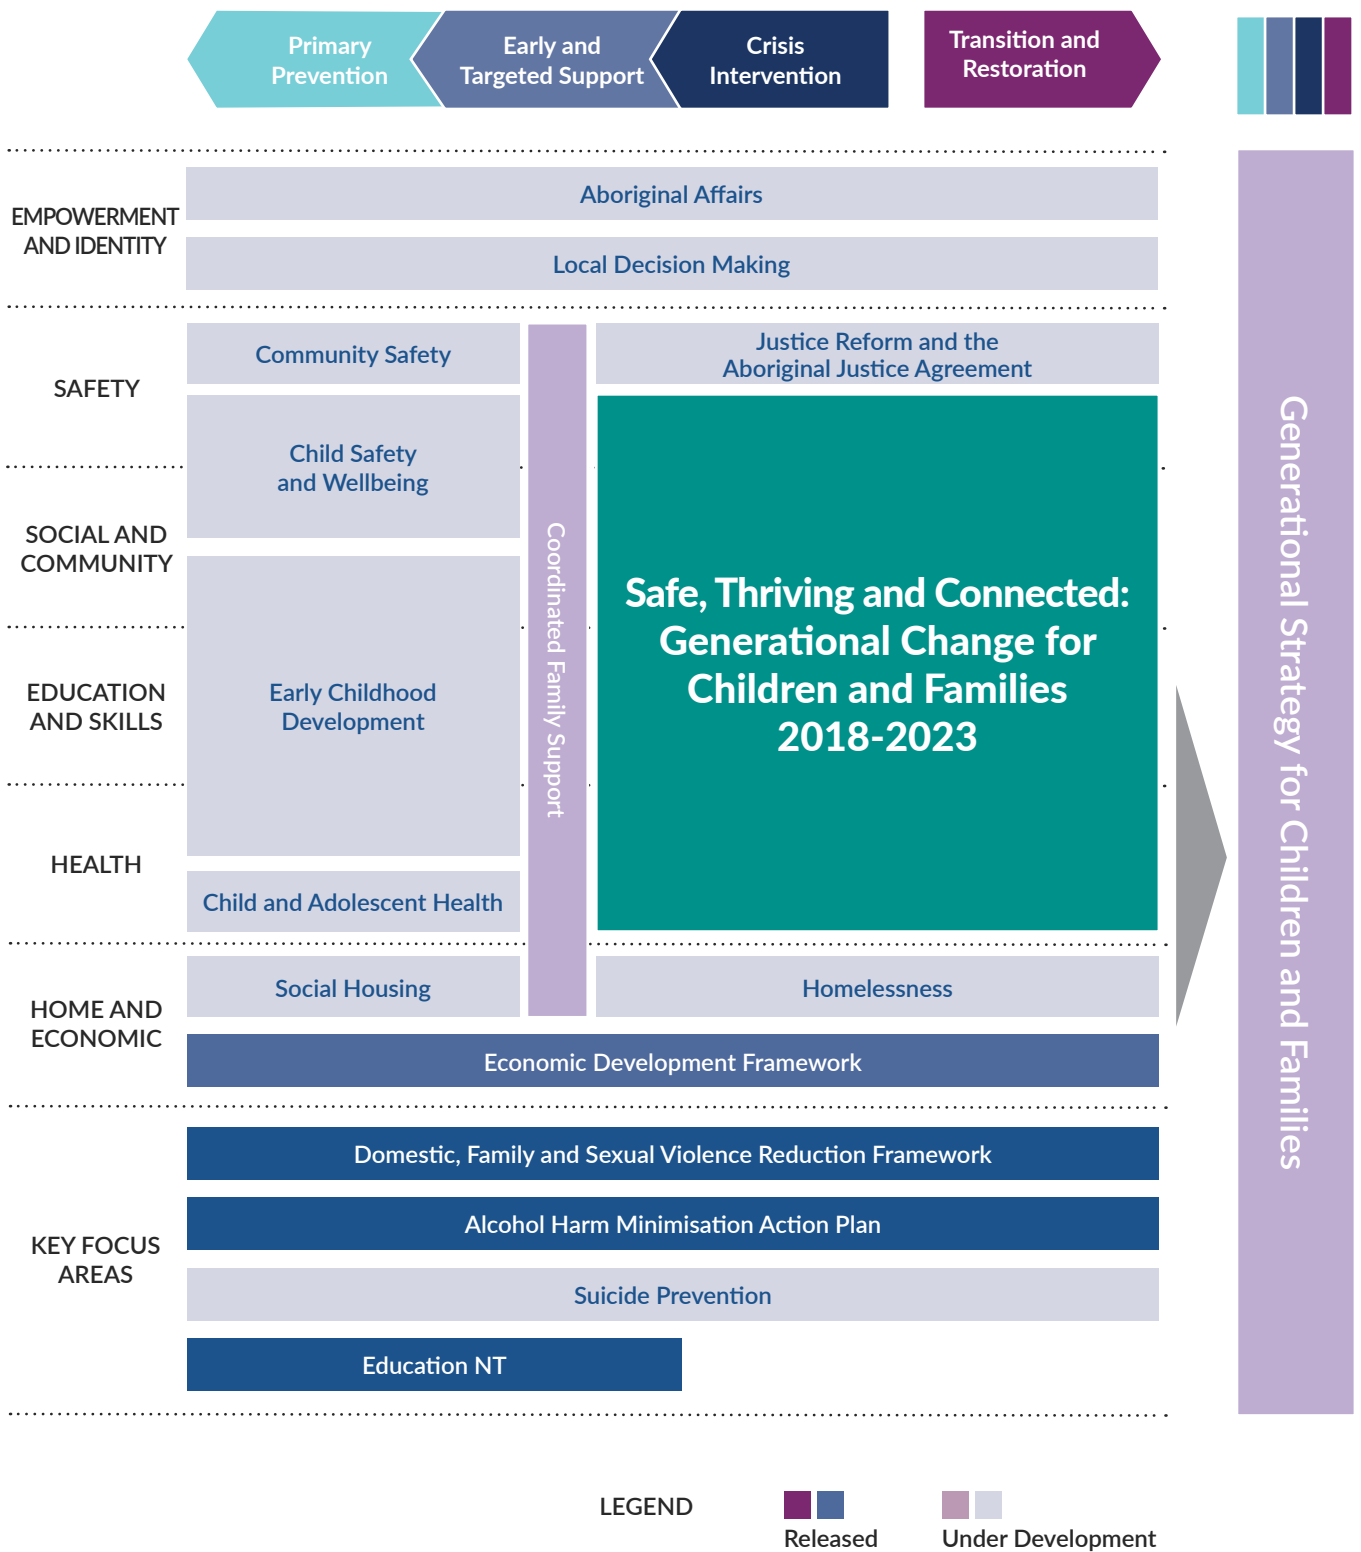 Primary
Prevention
Early and
Targeted Support
Crisis
Intervention
Transition and
Restoration
EMPOWERMENT
AND IDENTITY
Aboriginal Affairs
Local Decision Making
SAFETY
Community Safety
Justice Reform and the
Aboriginal Justice Agreement
Child Safety
and Wellbeing
SOCIAL AND
COMMUNITY
Coordinated Family Support
Safe, Thriving and Connected:
Generational Change for
Children and Families
2018-2023
EDUCATION
AND SKILLS
Early Childhood
Development
HEALTH
Child and Adolescent Health
HOME AND
ECONOMIC
Social Housing
Homelessness
Economic Development Framework
KEY FOCUS
AREAS
Domestic, Family and Sexual Violence Reduction Framework
Alcohol Harm Minimisation Action Plan
Suicide Prevention
Education NT
Generational Strategy for Children and Families
LEGEND
Released
Under Development